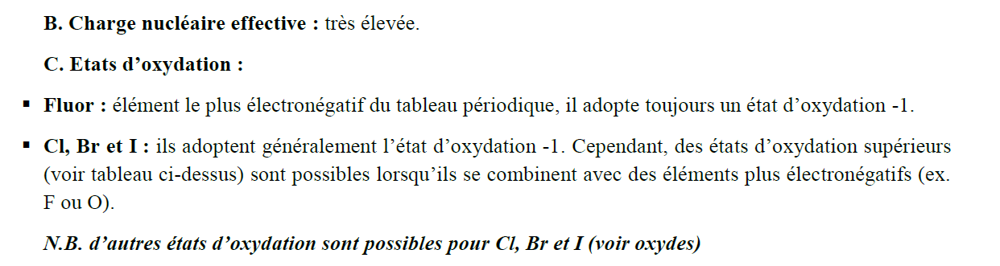 B. Charge nucléaire effective : très élevée.
C. Etats d’oxydation :
▪ Fluor : élément le plus électronégatif du tableau périodique, il adopte toujours un état d’oxydation -1.
▪ Cl, Br et I : ils adoptent généralement l’état d’oxydation -1. Cependant, des états d’oxydation supérieurs
(voir tableau ci-dessus) sont possibles lorsqu’ils se combinent avec des éléments plus électronégatifs (ex.
F ou O).
N.B. d’autres états d’oxydation sont possibles pour Cl, Br et I (voir oxydes)